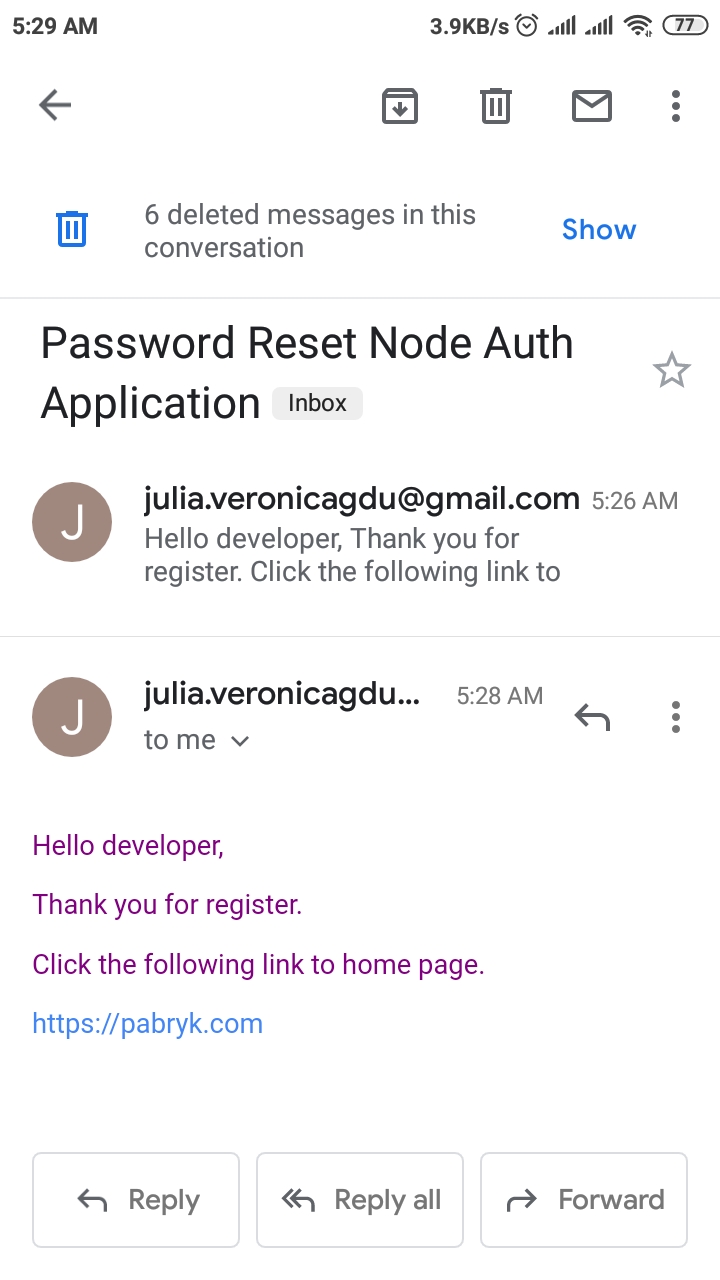 5:29 AM 3.9KB/s 77
6 deleted messages in this
conversation
Show
Password Reset Node Auth
Application Inbox
J
julia.veronicagdu@gmail.com 5:26 AM
Hello developer, Thank you for
register. Click the following link to
J
julia.veronicagdu... 5:28 AM
to me
Hello developer,
Thank you for register.
Click the following link to home page.
https://pabryk.com
Reply Reply all Forward